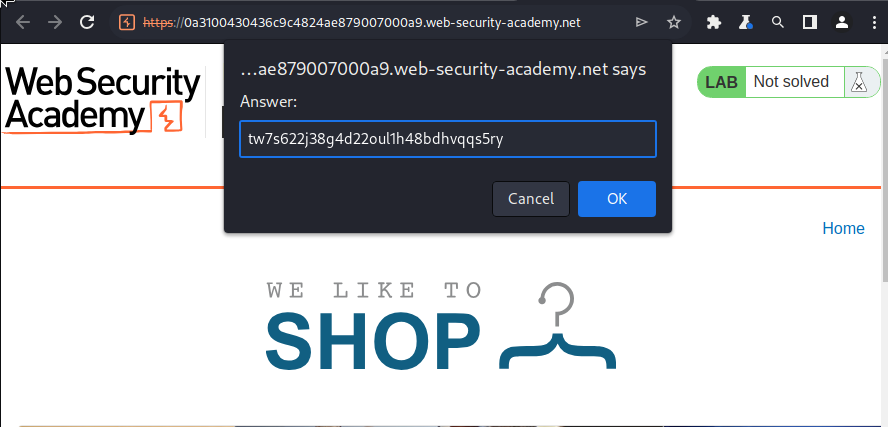 https://0a3100430436c9c4824ae879007000a9.web-security-academy.net
...ae879007000a9.web-security-academy.net says
Answer:
tw7s622j38g4d22oul1h48bdhvqqs5ry
Cancel
OK
Web Security
Academy
LAB
Not solved
Home
WE LIKE TO
SHOP